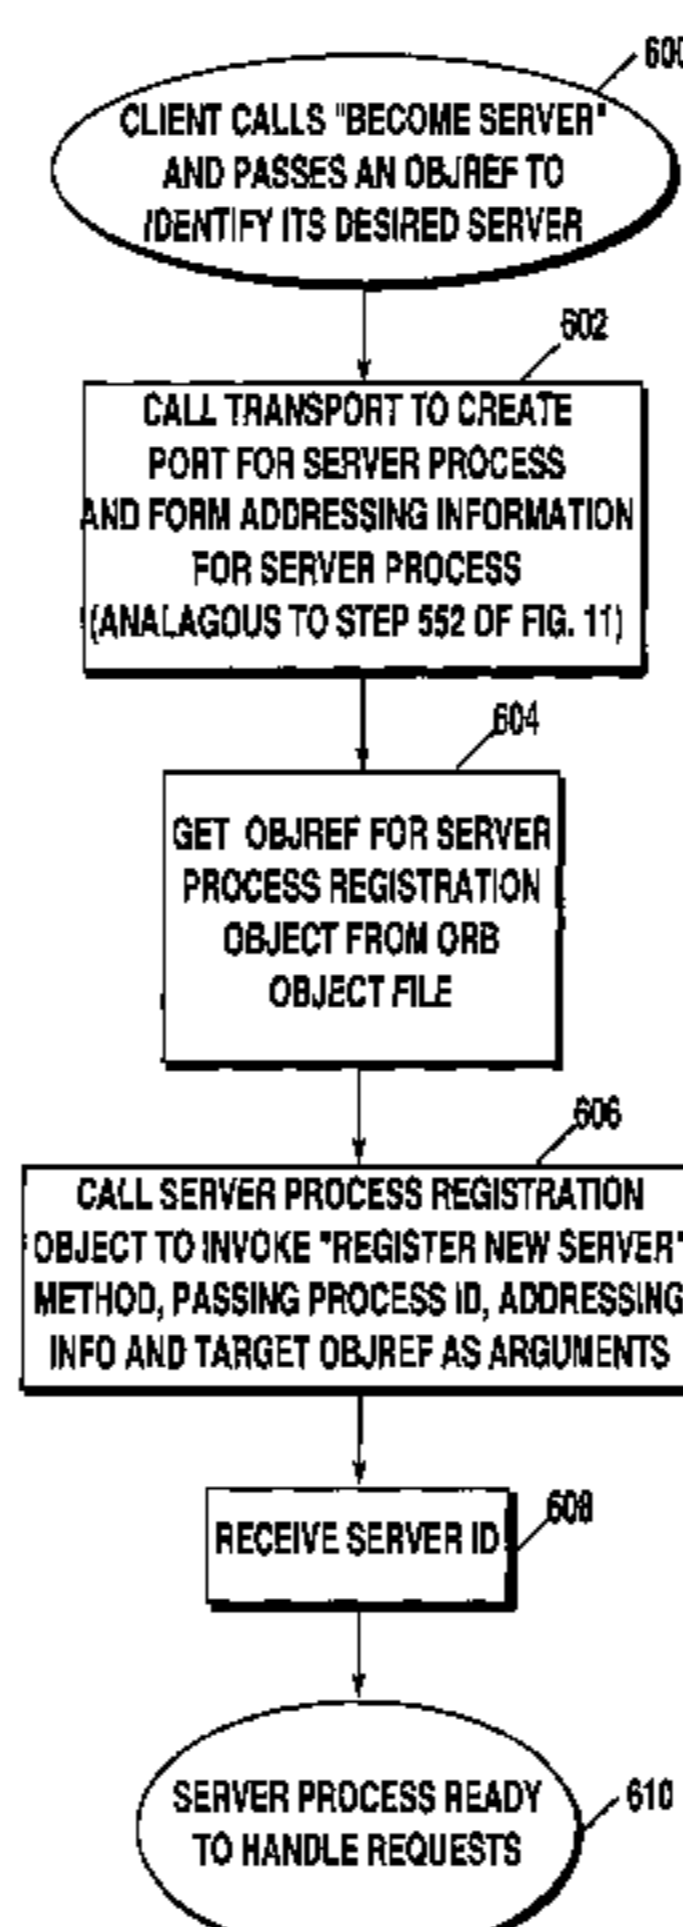 600
CLIENT CALLS "BECOME SERVER"
AND PASSES AN OBJREF TO
IDENTIFY ITS DESIRED SERVER
602
CALL TRANSPORT TO CREATE
PORT FOR SERVER PROCESS
AND FORM ADDRESSING INFORMATION
FOR SERVER PROCESS
(ANALAGOUS TO STEP 552 OF FIG. 11)
604
GET OBJREF FOR SERVER
PROCESS REGISTRATION
OBJECT FROM ORB
OBJECT FILE
606
CALL SERVER PROCESS REGISTRATION
OBJECT TO INVOKE "REGISTER NEW SERVER"
METHOD, PASSING PROCESS ID, ADDRESSING
INFO AND TARGET OBJREF AS ARGUMENTS
608
RECEIVE SERVER ID
SERVER PROCESS READY
TO HANDLE REQUESTS
610